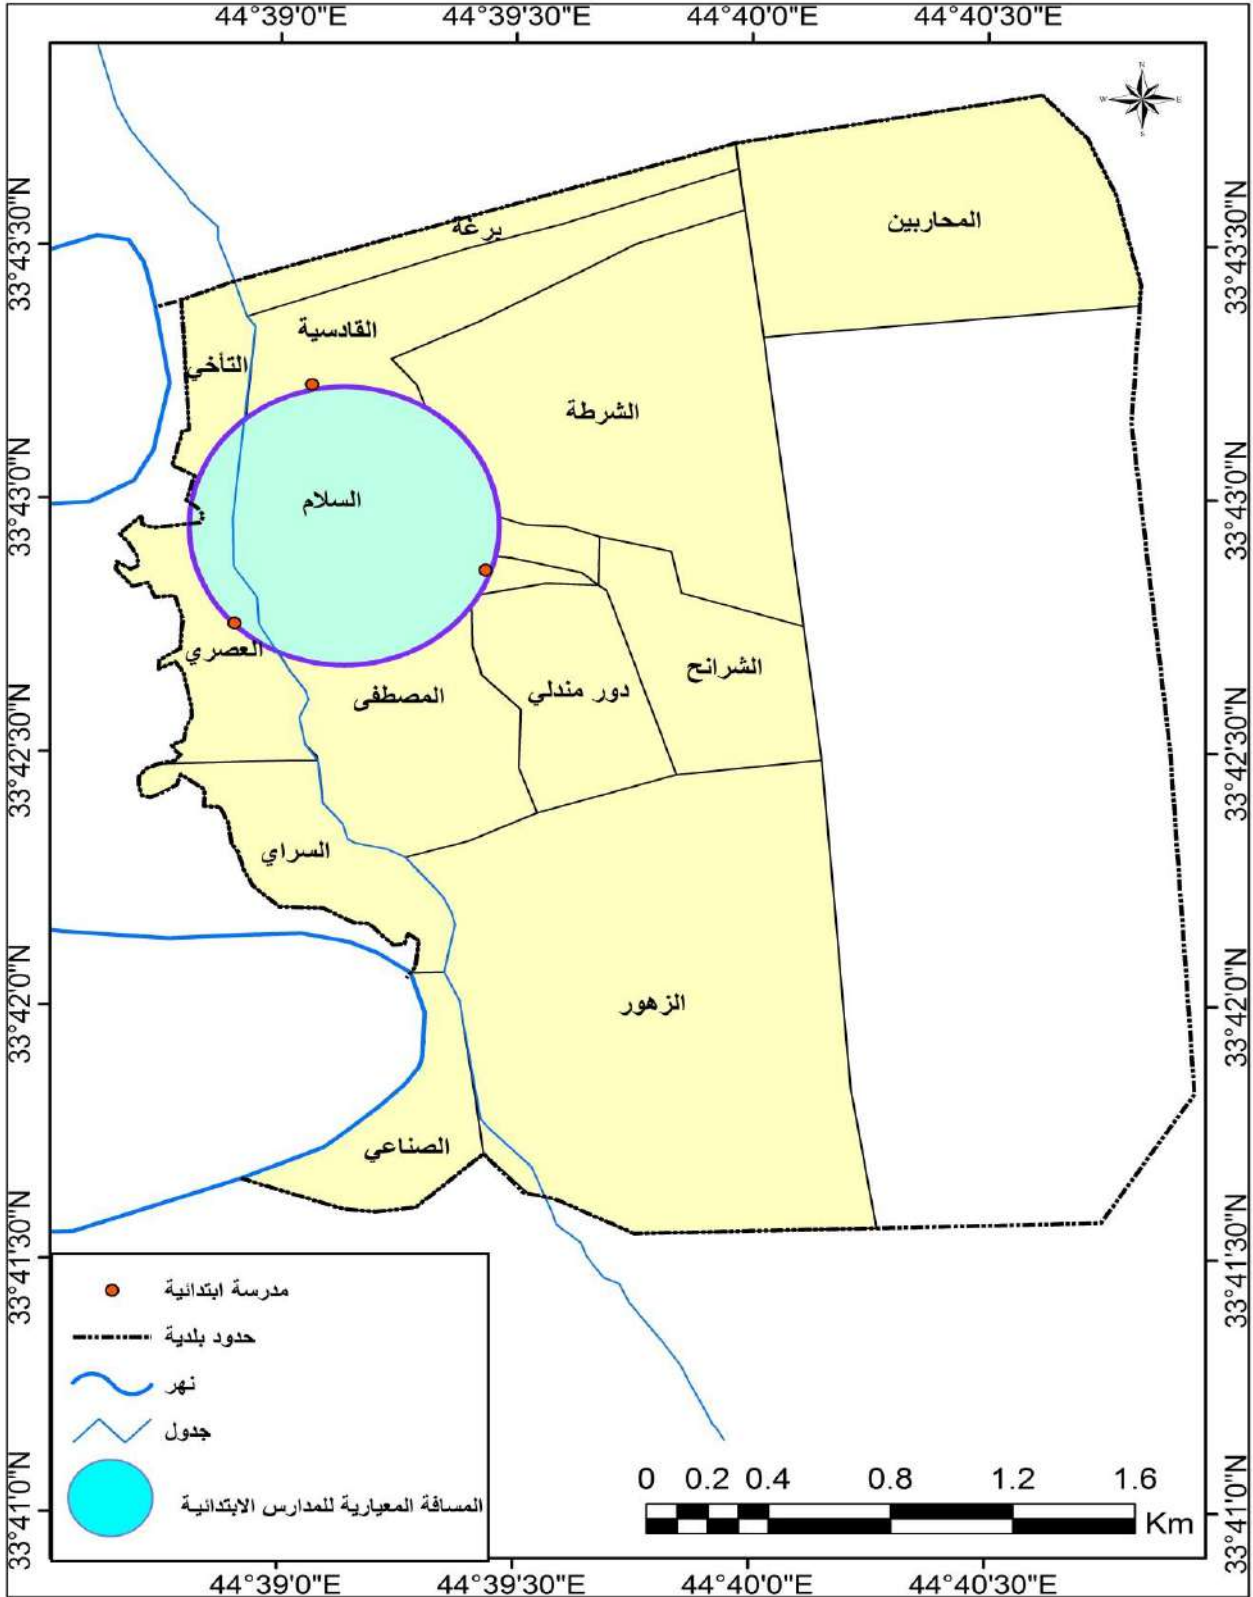 44°39'0"E 44°39'30"E 44°40'0"E 44°40'30"E
N
W E
S
33°43'30"N 33°43'30"N
المحاربين
برغة
القادسية
التأخي
الشرطة
33°43'0"N 33°43'0"N
السلام
العصري
الشرانح
دور مندلي
المصطفى
33°42'30"N 33°42'30"N
السراي
الزهور
33°42'0"N 33°42'0"N
الصناعي
33°41'30"N 33°41'30"N
مدرسة ابتدائية
حدود بلدية
نهر
جدول
المسافة المعيارية للمدارس الابتدائية
0 0.2 0.4 0.8 1.2 1.6
Km
33°41'0"N 33°41'0"N
44°39'0"E 44°39'30"E 44°40'0"E 44°40'30"E